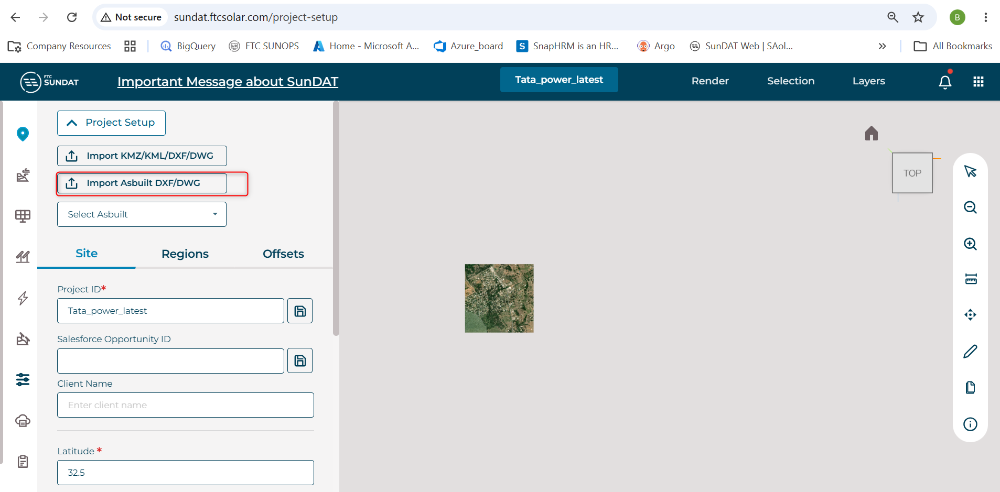 Not secure
sundat.ftcsolar.com/project-setup
B
Company Resources
BigQuery
FTC SUNOPS
Home - Microsoft A...
Azure_board
S
SnapHRM is an HR...
Argo
SunDAT Web | SAol...
All Bookmarks
FTC
SUNDAT
Important Message about SunDAT
Tata_power_latest
Render
Selection
Layers
Project Setup
Import KMZ/KML/DXF/DWG
Import Asbuilt DXF/DWG
Select Asbuilt
Site
Regions
Offsets
Project ID*
Tata_power_latest
Salesforce Opportunity ID
Client Name
Enter client name
Latitude *
32.5
TOP